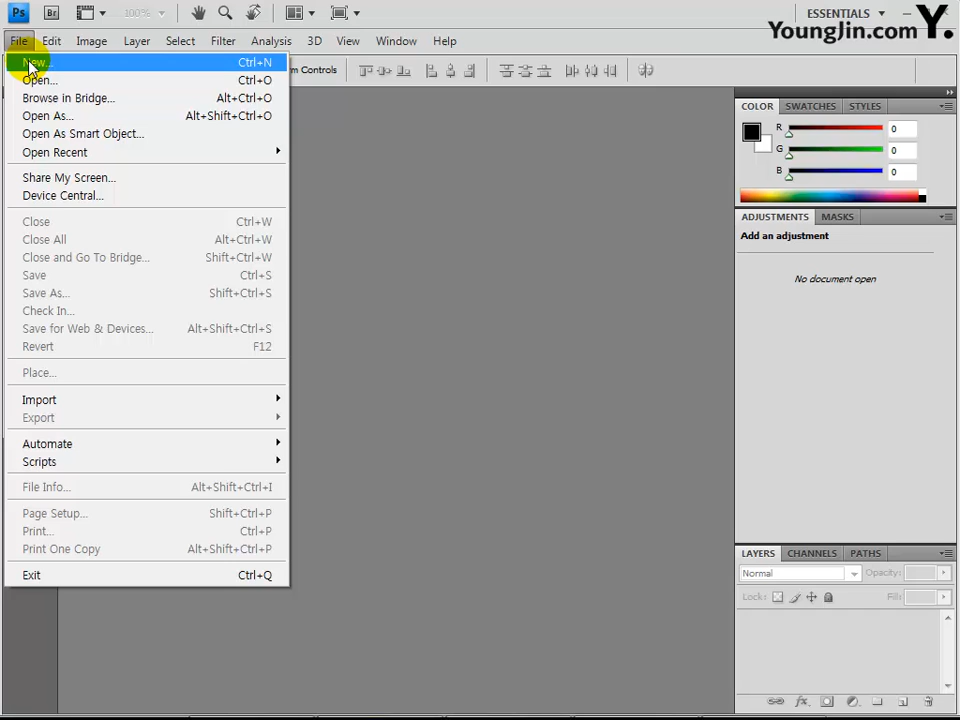 Ps Br 100% ESSENTIALS
YoungJin.com Y.
File Edit Image Layer Select Filter Analysis 3D View Window Help
New... Ctrl+N
m Controls
Open... Ctrl+O
Browse in Bridge... Alt+Ctrl+O
Open As... Alt+Shift+Ctrl+O
Open As Smart Object...
Open Recent
Share My Screen...
Device Central...
Close Ctrl+W
Close All Alt+Ctrl+W
Close and Go To Bridge... Shift+Ctrl+W
Save Ctrl+S
Save As... Shift+Ctrl+S
Check In...
Save for Web & Devices... Alt+Shift+Ctrl+S
Revert F12
Place...
Import
Export
Automate
Scripts
File Info... Alt+Shift+Ctrl+I
Page Setup... Shift+Ctrl+P
Print... Ctrl+P
Print One Copy Alt+Shift+Ctrl+P
Exit Ctrl+Q
COLOR SWATCHES STYLES
R 0
G 0
B 0
ADJUSTMENTS MASKS
Add an adjustment
No document open
LAYERS CHANNELS PATHS
Normal Opacity:
Lock: Fill:
fx